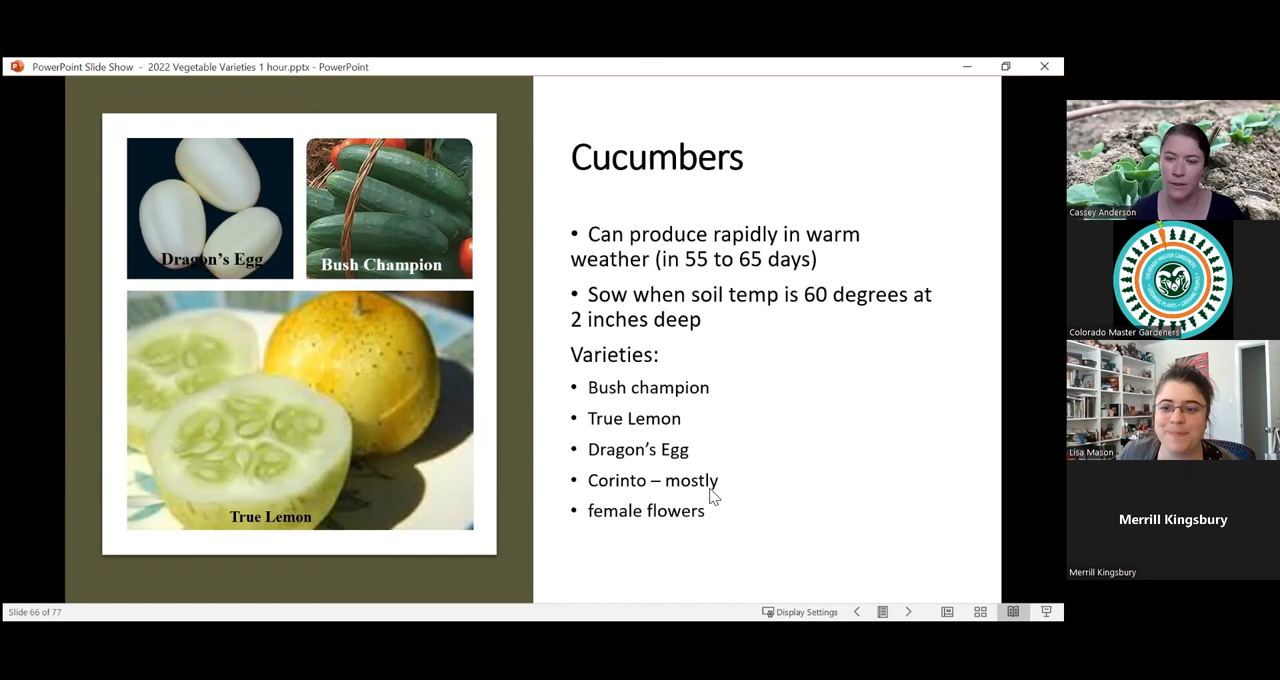 PowerPoint Slide Show - 2022 Vegetable Varieties 1 hour.pptx - PowerPoint
Dragon's Egg
Bush Champion
True Lemon
Cucumbers
• Can produce rapidly in warm
weather (in 55 to 65 days)
• Sow when soil temp is 60 degrees at
2 inches deep
Varieties:
• Bush champion
• True Lemon
• Dragon's Egg
• Corinto – mostly
• female flowers
Slide 66 of 77
Display Settings
Cassey Anderson
COLORADO MASTER GARDENERS
Colorado Master Gardeners
Lisa Mason
Merrill Kingsbury
Merrill Kingsbury